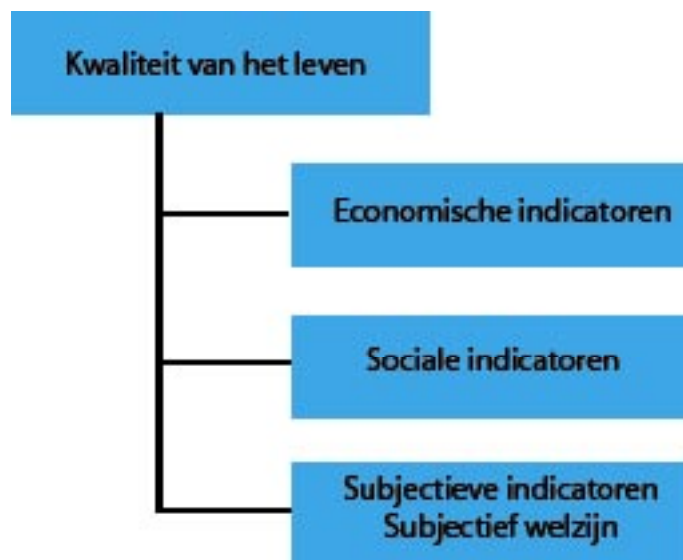 Kwaliteit van het leven
Economische indicatoren
Sociale indicatoren
Subjectieve indicatoren
Subjectief welzijn